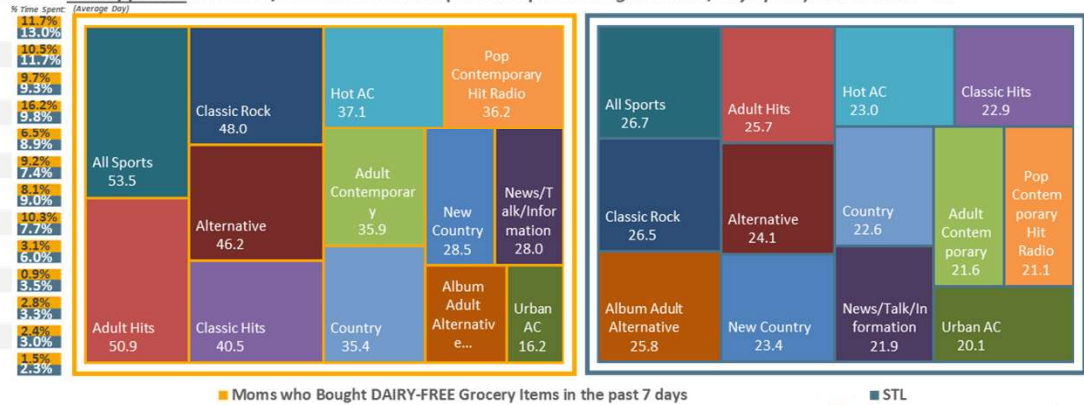 % Time Spent: (Average Day)
11.7%
13.0%
10.5%
11.7%
9.7%
9.3%
16.2%
9.8%
6.5%
8.9%
9.2%
7.4%
8.1%
9.0%
10.3%
7.7%
3.1%
6.0%
0.9%
3.5%
2.8%
3.3%
2.4%
3.0%
1.5%
2.3%
All Sports
53.5
Adult Hits
50.9
Classic Rock
48.0
Alternative
46.2
Classic Hits
40.5
Hot AC
37.1
Pop
Contemporary
Hit Radio
36.2
Adult
Contemporar
y
35.9
Country
35.4
New
Country
28.5
News/T
alk/Infor
mation
28.0
Album
Adult
Alternativ
e...
Urban
AC
16.2
All Sports
26.7
Classic Rock
26.5
Album Adult
Alternative
25.8
Adult Hits
25.7
Alternative
24.1
New Country
23.4
Hot AC
23.0
Classic Hits
22.9
Country
22.6
News/Talk/In
formation
21.9
Adult
Contem
porary
21.6
Pop
Contem
porary
Hit
Radio
21.1
Urban AC
20.1
Moms who Bought DAIRY-FREE Grocery Items in the past 7 days
STL